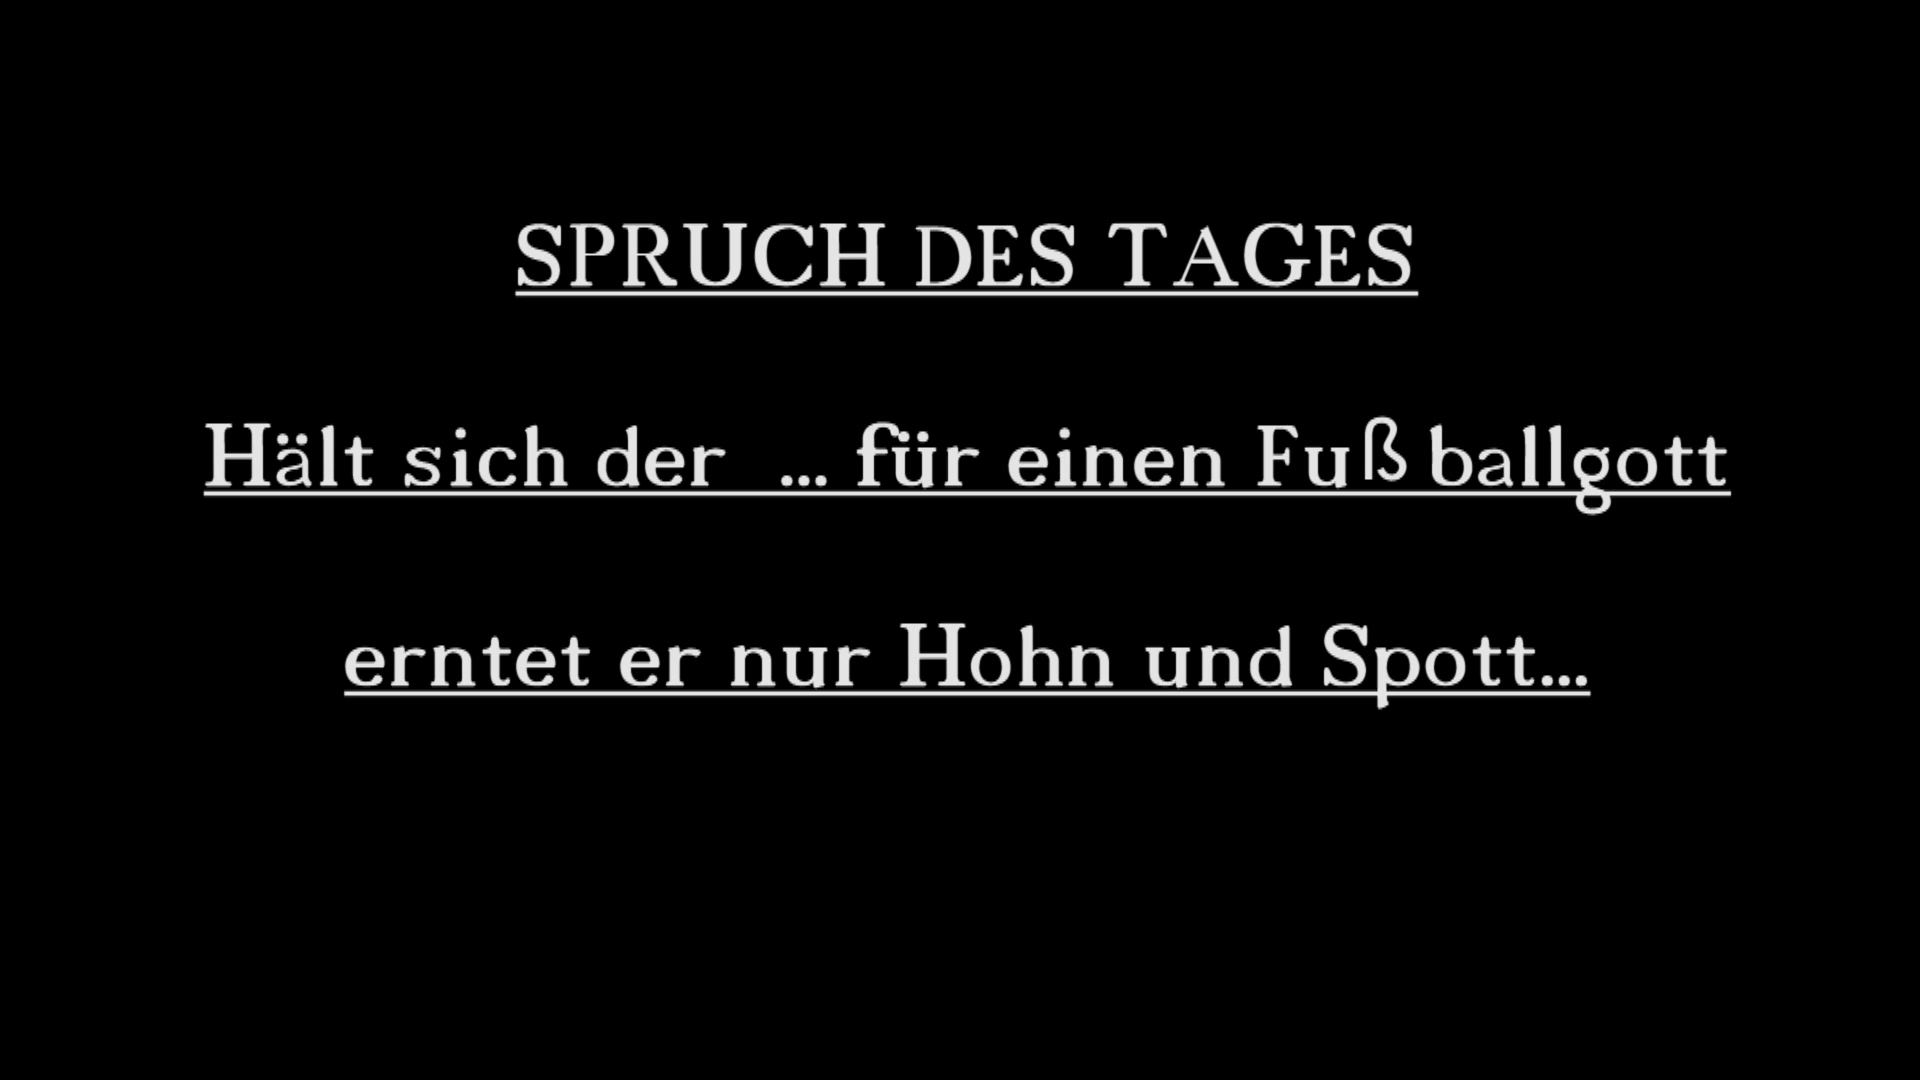 SPRUCH DES TAGES
Hält sich der ... für einen Fußballgott
erntet er nur Hohn und Spott...